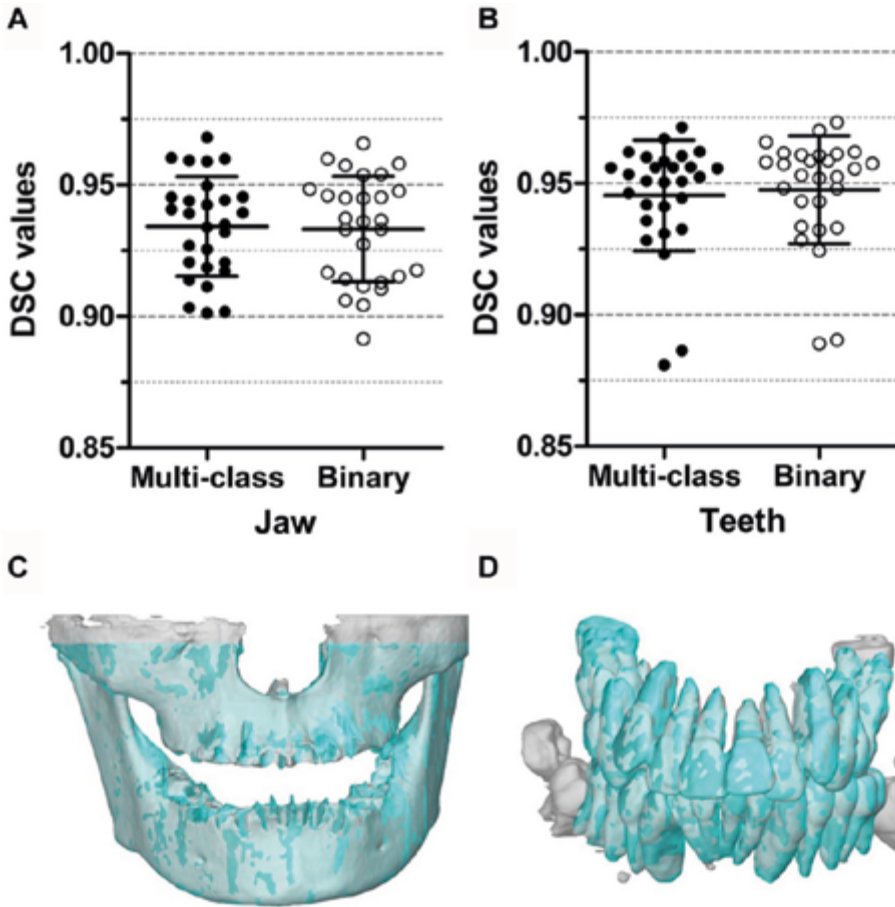 A
DSC values
1.00
0.95
0.90
0.85
Multi-class Binary
Jaw
B
DSC values
1.00
0.95
0.90
0.85
Multi-class Binary
Teeth
C
D